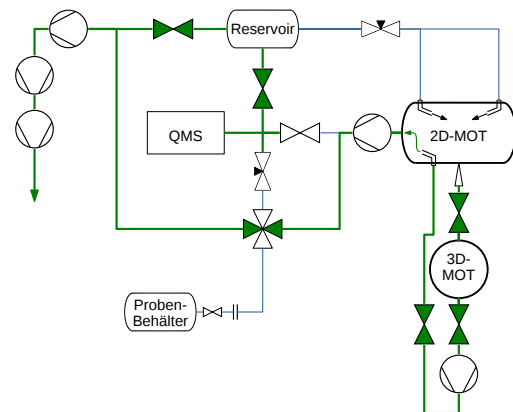 Reservoir
QMS
2D-MOT
3D-
MOT
Proben-
Behälter